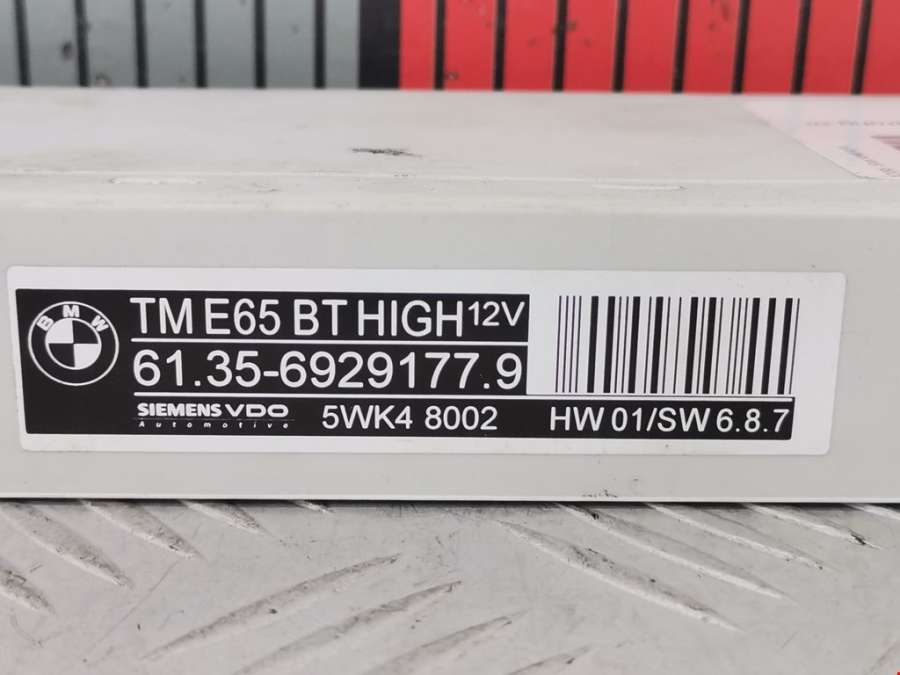 BMW
TM E65 BT HIGH 12V
61.35-6929177.9
SIEMENS VDO
Automotive
5WK4 8002
HW 01/SW 6.8.7